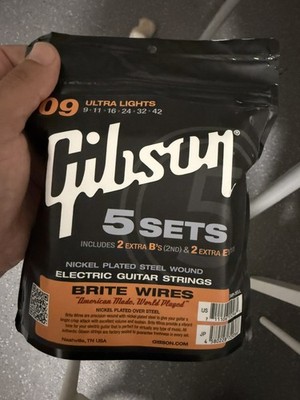 09 ULTRA LIGHTS
9·11·16·24·32·42
Gibson
5 SETS
INCLUDES 2 EXTRA B'S (2ND) & 2 EXTRA E'S
NICKEL PLATED STEEL WOUND
ELECTRIC GUITAR STRINGS
BRITE WIRES
"American Made, World Played"
NICKEL PLATED OVER STEEL
Nashville, TN USA
GIBSON.COM
US
JP